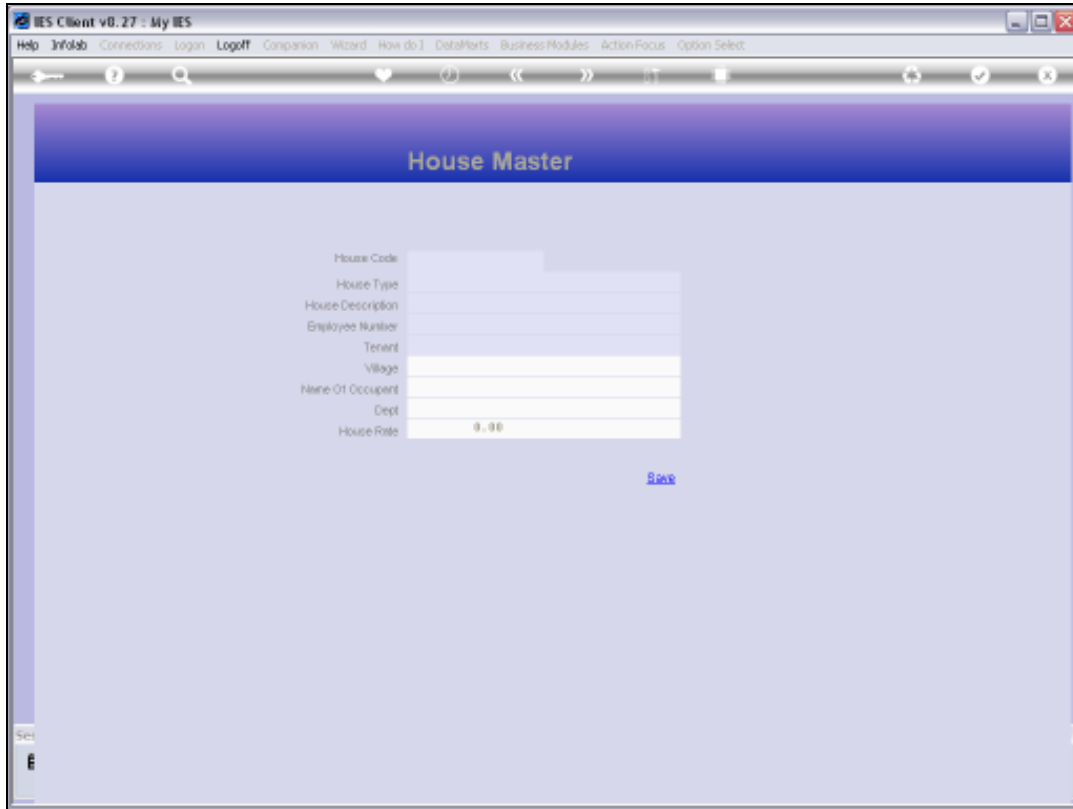 IES Client v8.27 : My IES
Help Infolab Connections Logon Logoff Companion Wizard How do I DataMarts Business Modules Action Focus Option Select
House Master
House Code
House Type
House Description
Employee Number
Tenent
Village
Name Of Occupant
Dept
House Rate 0.00
Save